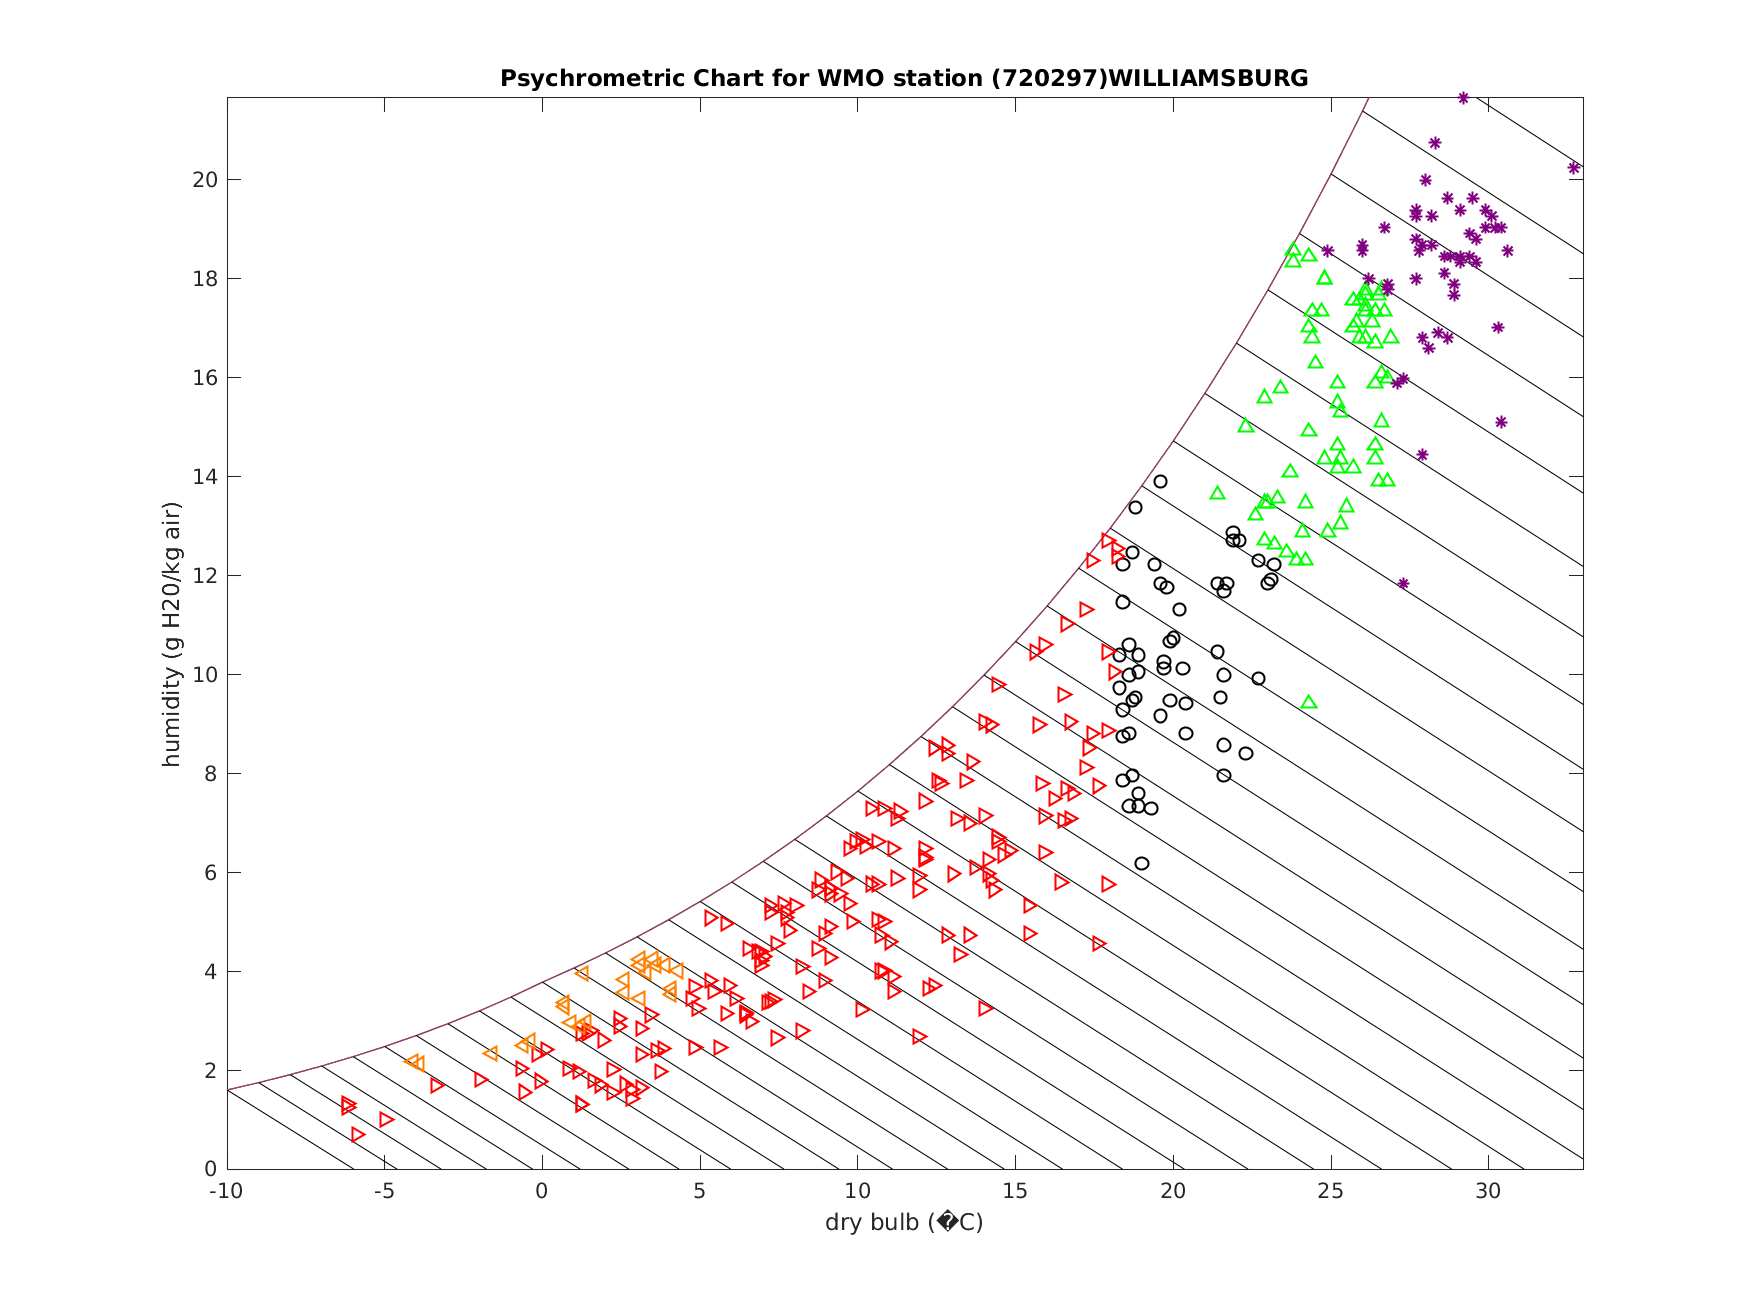 Psychrometric Chart for WMO station (720297)WILLIAMSBURG
humidity (g H20/kg air)
20
18
16
14
12
10
8
6
4
2
0
-10 -5 0 5 10 15 20 25 30
dry bulb (�C)